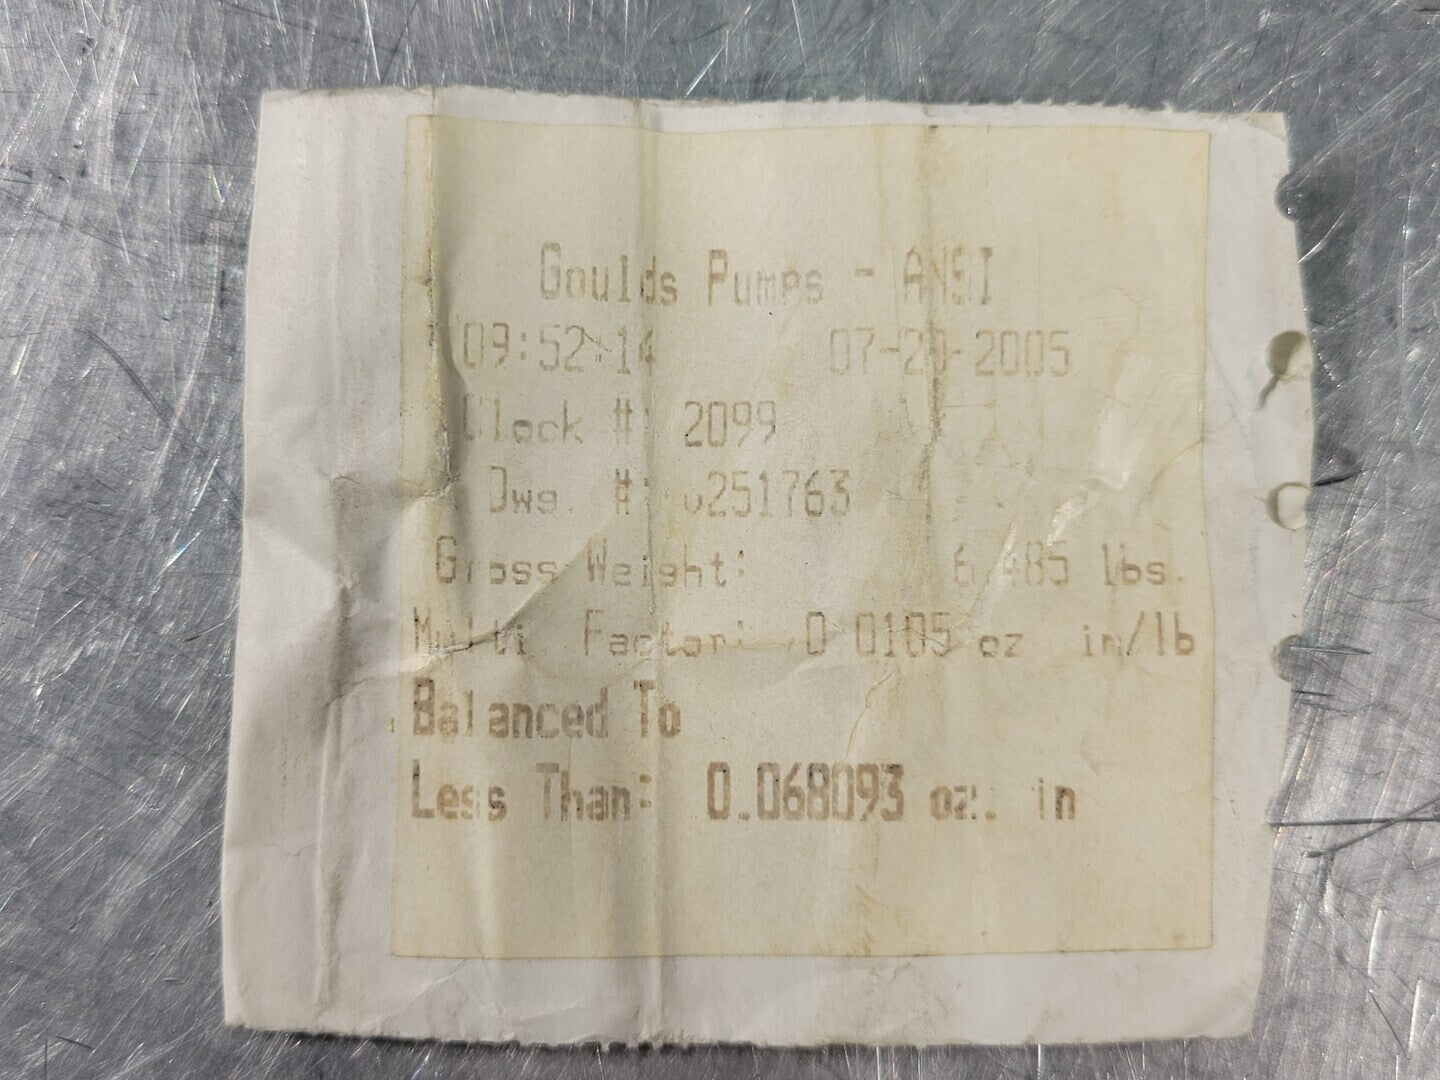 Goulds Pumps - ANSI
09:52:14 07-20-2005
Clock #: 2099
Dwg. #:
Gross Weight: 6.485 lbs.
Multi. Factor: 0.0105 oz. in/lb
Balanced To
Less Than: 0.068093 oz. in